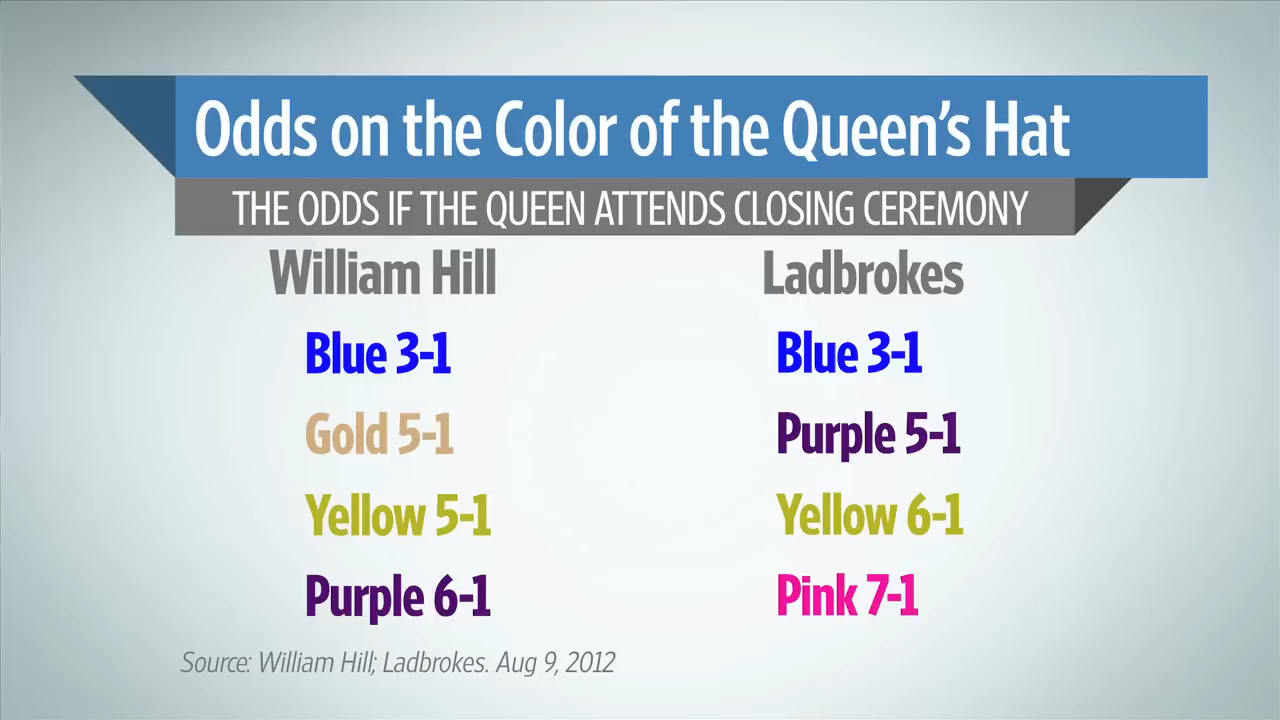 Odds on the Color of the Queen's Hat
THE ODDS IF THE QUEEN ATTENDS CLOSING CEREMONY
William Hill
Blue 3-1
Gold 5-1
Yellow 5-1
Purple 6-1
Ladbrokes
Blue 3-1
Purple 5-1
Yellow 6-1
Pink 7-1
Source: William Hill; Ladbrokes. Aug 9, 2012